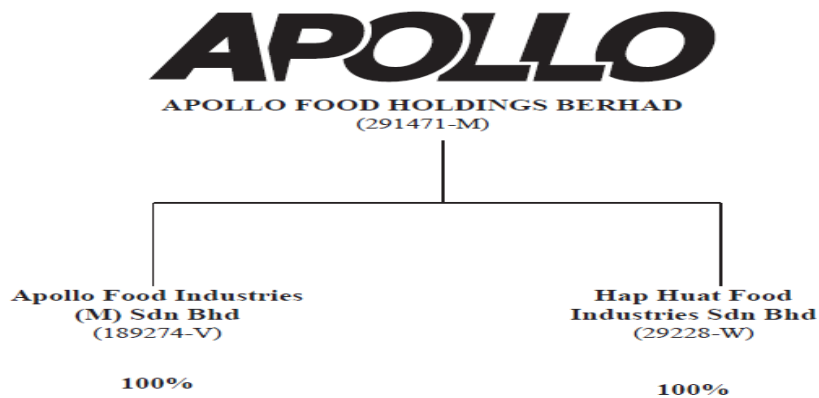 APOLLO
APOLLO FOOD HOLDINGS BERHAD
(291471-M)
Apollo Food Industries
(M) Sdn Bhd
(189274-V)
100%
Hap Huat Food
Industries Sdn Bhd
(29228-W)
100%